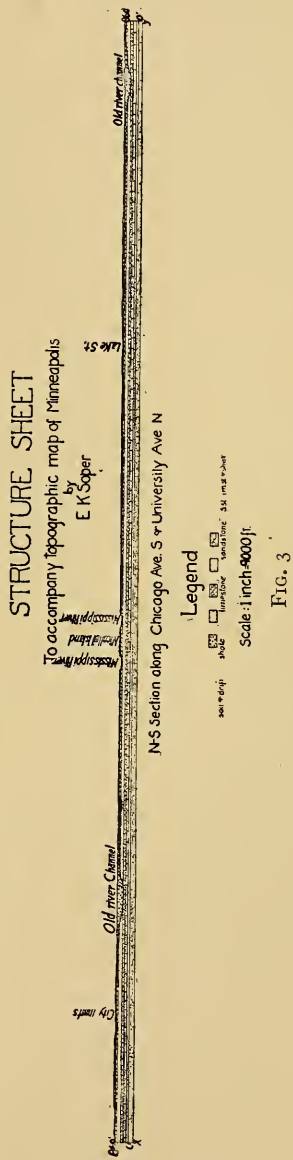 STRUCTURE SHEET
To accompany topographic map of Minneapolis
by
E K Soper
City limits
Old river Channel
Mississippi River
Nicollet Island
Mississippi River
Lake St.
Old river channel
N-S Section along Chicago Ave. S & University Ave N
Legend
soil & drift shale limestone sandstone
Scale: 1 inch=4000 ft.
FIG. 3